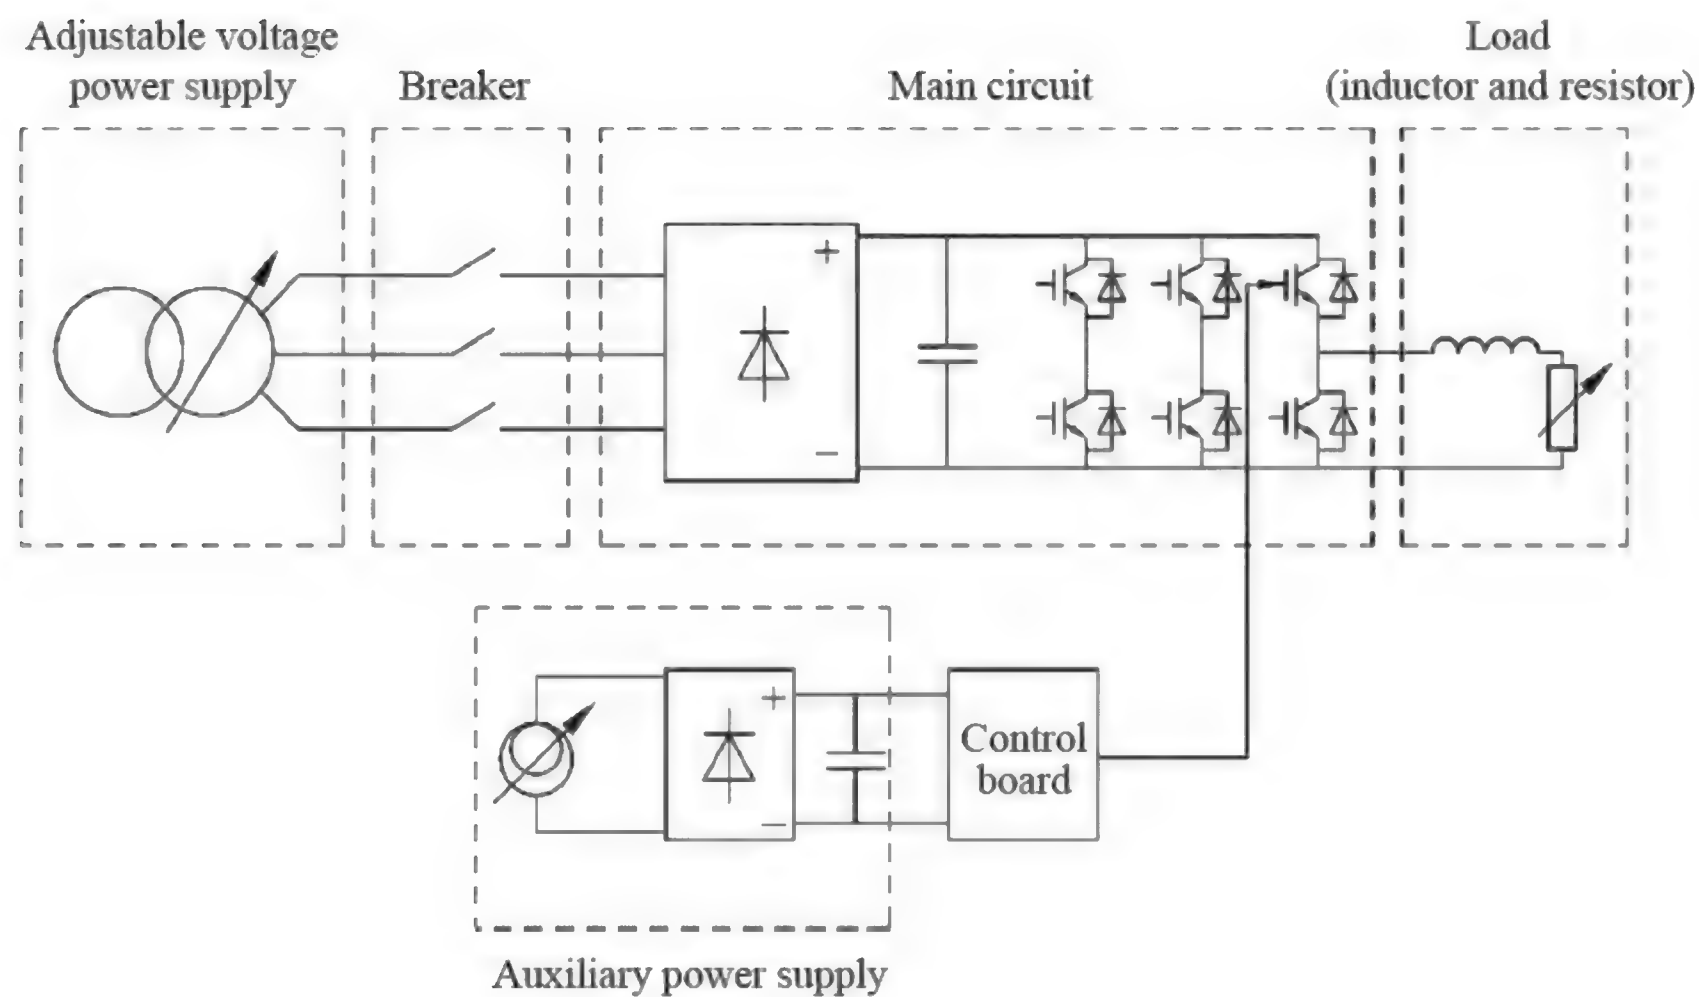 Adjustable voltage
power supply
Breaker
Main circuit
Load
(inductor and resistor)
+
−
+
−
Control
board
Auxiliary power supply